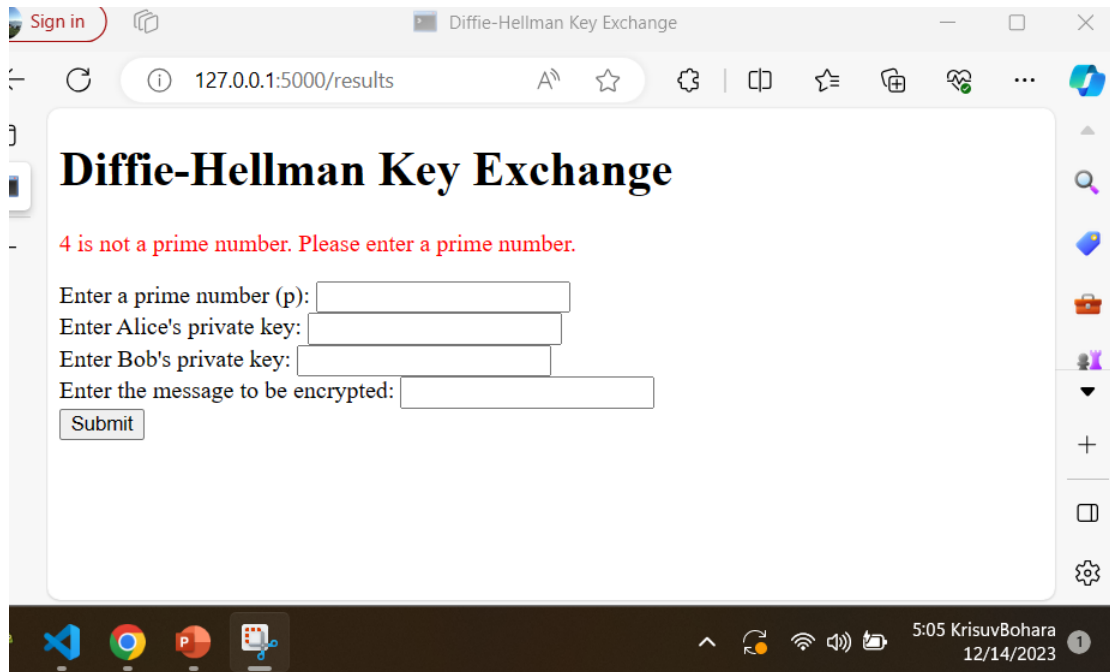 Sign in
Diffie-Hellman Key Exchange
127.0.0.1:5000/results
Diffie-Hellman Key Exchange
4 is not a prime number. Please enter a prime number.
Enter a prime number (p):
Enter Alice's private key:
Enter Bob's private key:
Enter the message to be encrypted:
Submit
5:05 KrisuvBohara
12/14/2023
1